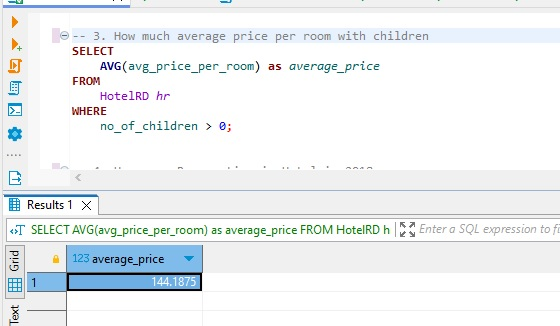 -- 3. How much average price per room with children
SELECT
AVG(avg_price_per_room) as average_price
FROM
HotelRD hr
WHERE
no_of_children > 0;
Results 1
SELECT AVG(avg_price_per_room) as average_price FROM HotelRD h
Enter a SQL expression to fi
Grid
123 average_price
1
144.1875
Text